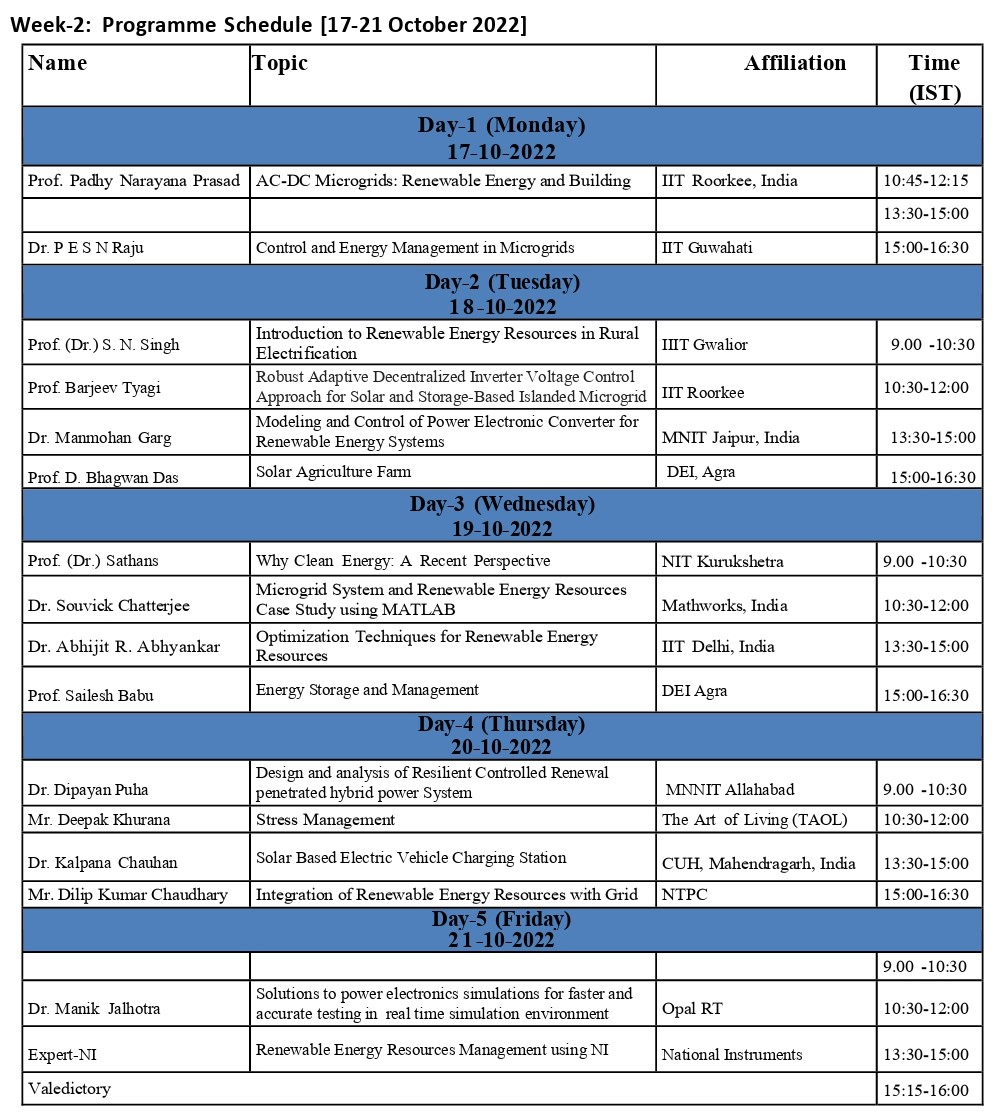 Week-2: Programme Schedule [17-21 October 2022]
Name Topic Affiliation Time
(IST)
Day-1 (Monday)
17-10-2022
Prof. Padhy Narayana Prasad AC-DC Microgrids: Renewable Energy and Building IIT Roorkee, India 10:45-12:15
13:30-15:00
Dr. P E S N Raju Control and Energy Management in Microgrids IIT Guwahati 15:00-16:30
Day-2 (Tuesday)
18-10-2022
Prof. (Dr.) S. N. Singh Introduction to Renewable Energy Resources in Rural
Electrification IIIT Gwalior 9.00 -10:30
Prof. Barjeev Tyagi Robust Adaptive Decentralized Inverter Voltage Control
Approach for Solar and Storage-Based Islanded Microgrid IIT Roorkee 10:30-12:00
Dr. Manmohan Garg Modeling and Control of Power Electronic Converter for
Renewable Energy Systems MNIT Jaipur, India 13:30-15:00
Prof. D. Bhagwan Das Solar Agriculture Farm DEI, Agra 15:00-16:30
Day-3 (Wednesday)
19-10-2022
Prof. (Dr.) Sathans Why Clean Energy: A Recent Perspective NIT Kurukshetra 9.00 -10:30
Dr. Souvick Chatterjee Microgrid System and Renewable Energy Resources
Case Study using MATLAB Mathworks, India 10:30-12:00
Dr. Abhijit R. Abhyankar Optimization Techniques for Renewable Energy
Resources IIT Delhi, India 13:30-15:00
Prof. Sailesh Babu Energy Storage and Management DEI Agra 15:00-16:30
Day-4 (Thursday)
20-10-2022
Dr. Dipayan Puha Design and analysis of Resilient Controlled Renewal
penetrated hybrid power System MNNIT Allahabad 9.00 -10:30
Mr. Deepak Khurana Stress Management The Art of Living (TAOL) 10:30-12:00
Dr. Kalpana Chauhan Solar Based Electric Vehicle Charging Station CUH, Mahendragarh, India 13:30-15:00
Mr. Dilip Kumar Chaudhary Integration of Renewable Energy Resources with Grid NTPC 15:00-16:30
Day-5 (Friday)
21-10-2022
9.00 -10:30
Dr. Manik Jalhotra Solutions to power electronics simulations for faster and
accurate testing in real time simulation environment Opal RT 10:30-12:00
Expert-NI Renewable Energy Resources Management using NI National Instruments 13:30-15:00
Valedictory 15:15-16:00